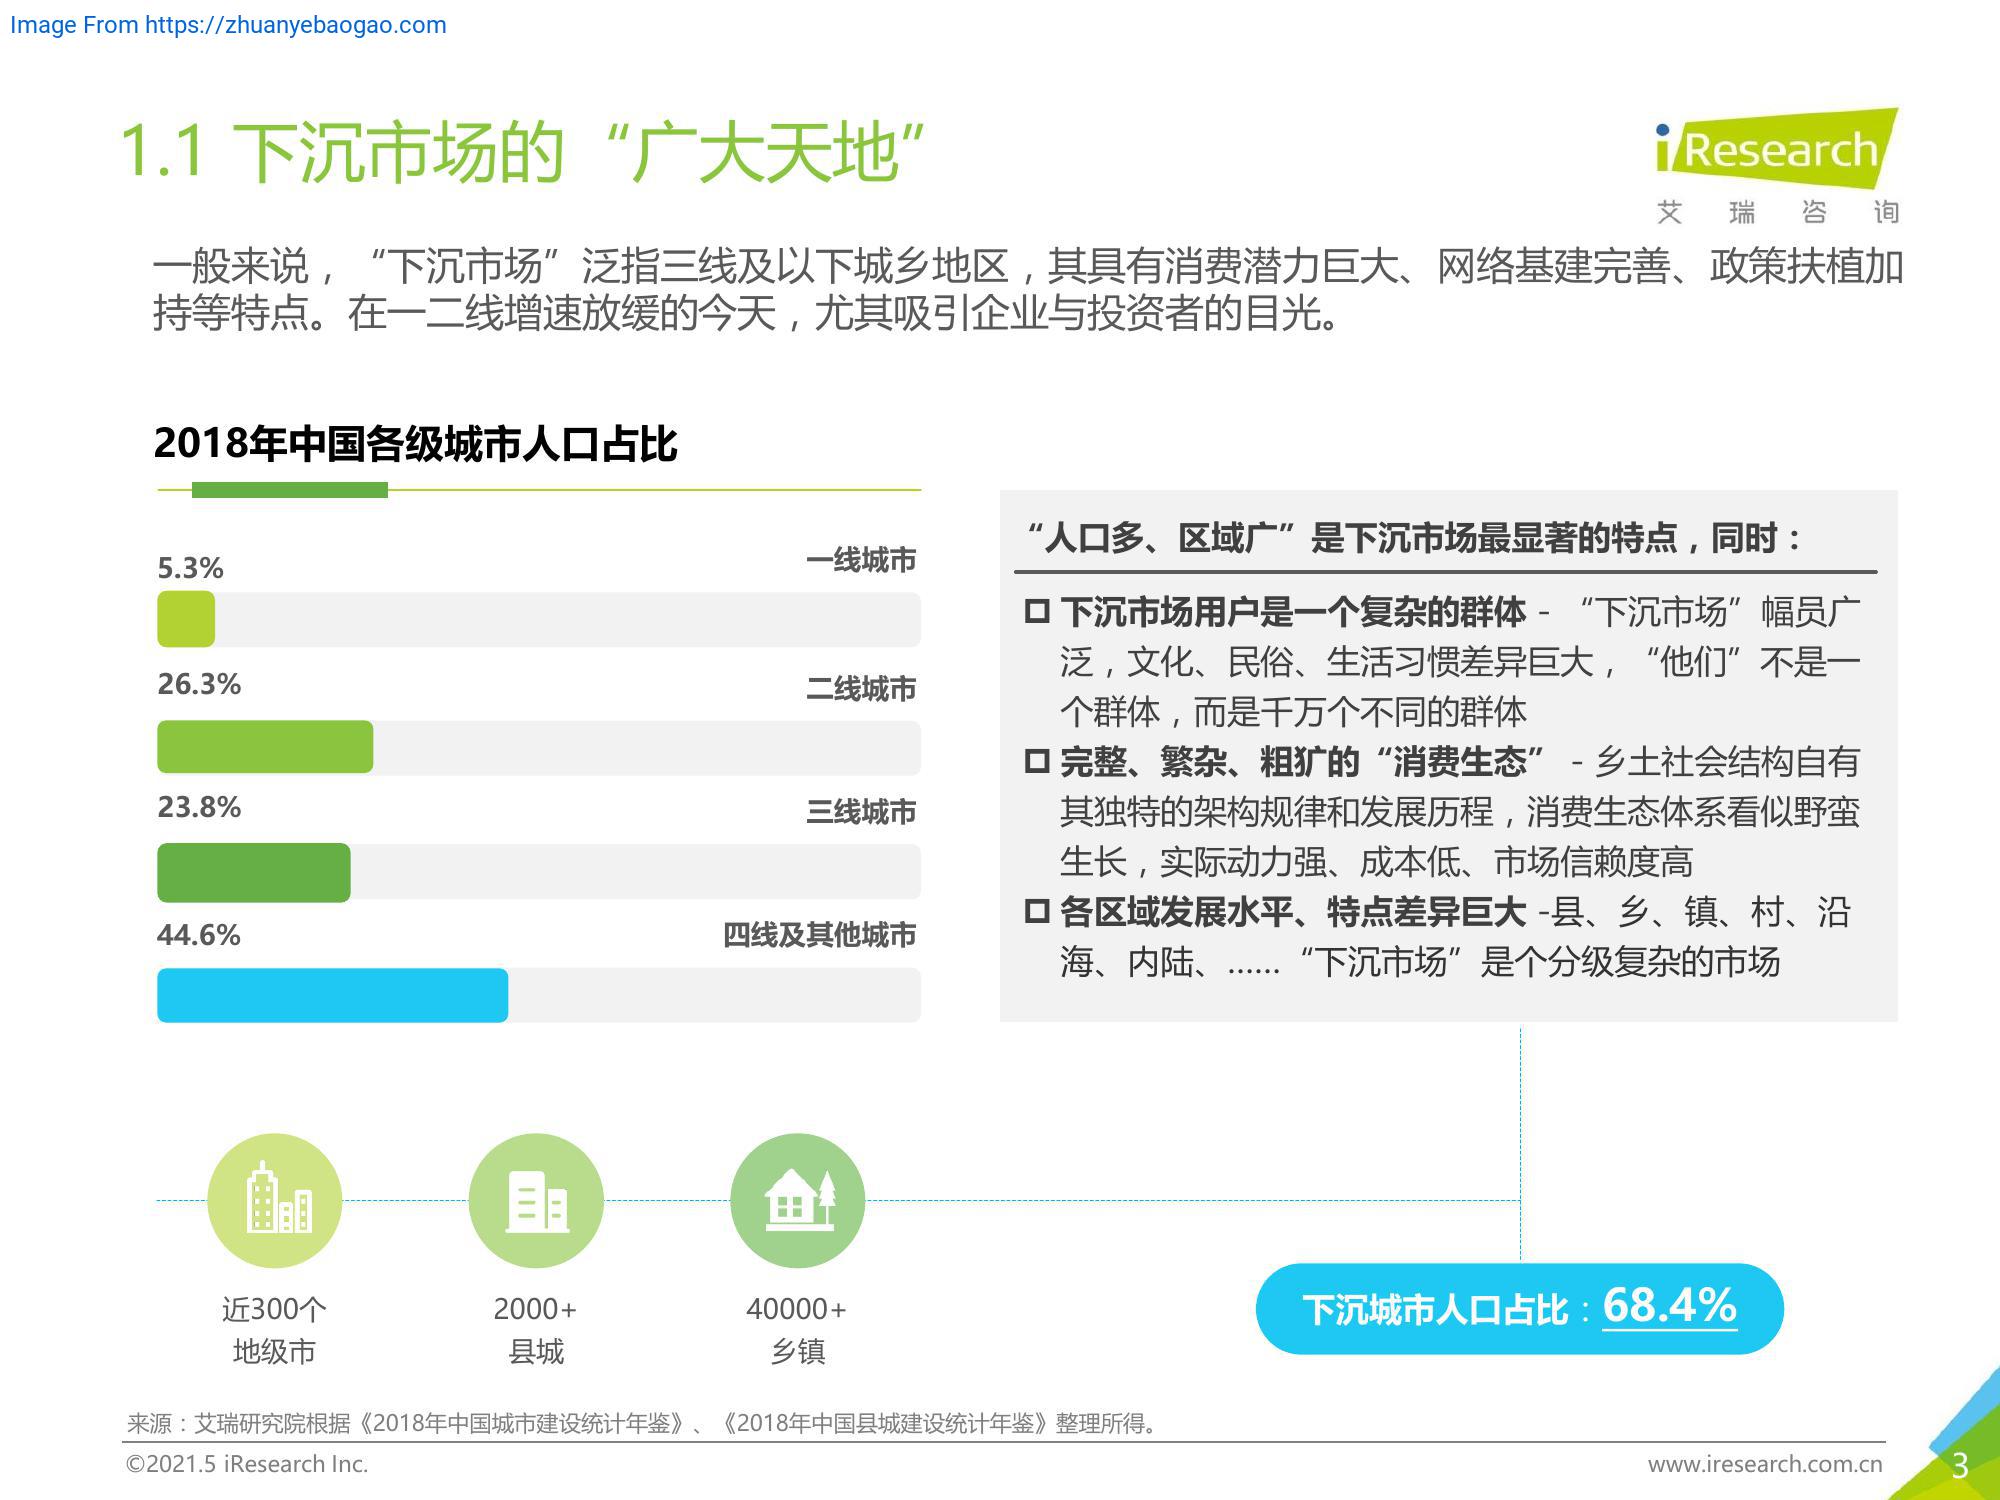 Image From https://zhuanyebaogao.com
1.1 下沉市场的“广大天地”
iResearch
艾瑞咨询
一般来说，“下沉市场”泛指三线及以下城乡地区，其具有消费潜力巨大、网络基建完善、政策扶植加
持等特点。在一二线增速放缓的今天，尤其吸引企业与投资者的目光。
2018年中国各级城市人口占比
5.3%
一线城市
26.3%
二线城市
23.8%
三线城市
44.6%
四线及其他城市
“人口多、区域广”是下沉市场最显著的特点，同时：
下沉市场用户是一个复杂的群体 - “下沉市场”幅员广
泛，文化、民俗、生活习惯差异巨大，“他们”不是一
个群体，而是千万个不同的群体
完整、繁杂、粗犷的“消费生态” - 乡土社会结构自有
其独特的架构规律和发展历程，消费生态体系看似野蛮
生长，实际动力强、成本低、市场信赖度高
各区域发展水平、特点差异巨大 -县、乡、镇、村、沿
海、内陆、……“下沉市场”是个分级复杂的市场
近300个
地级市
2000+
县城
40000+
乡镇
下沉城市人口占比：68.4%
来源：艾瑞研究院根据《2018年中国城市建设统计年鉴》、《2018年中国县城建设统计年鉴》整理所得。
©2021.5 iResearch Inc.
www.iresearch.com.cn
3